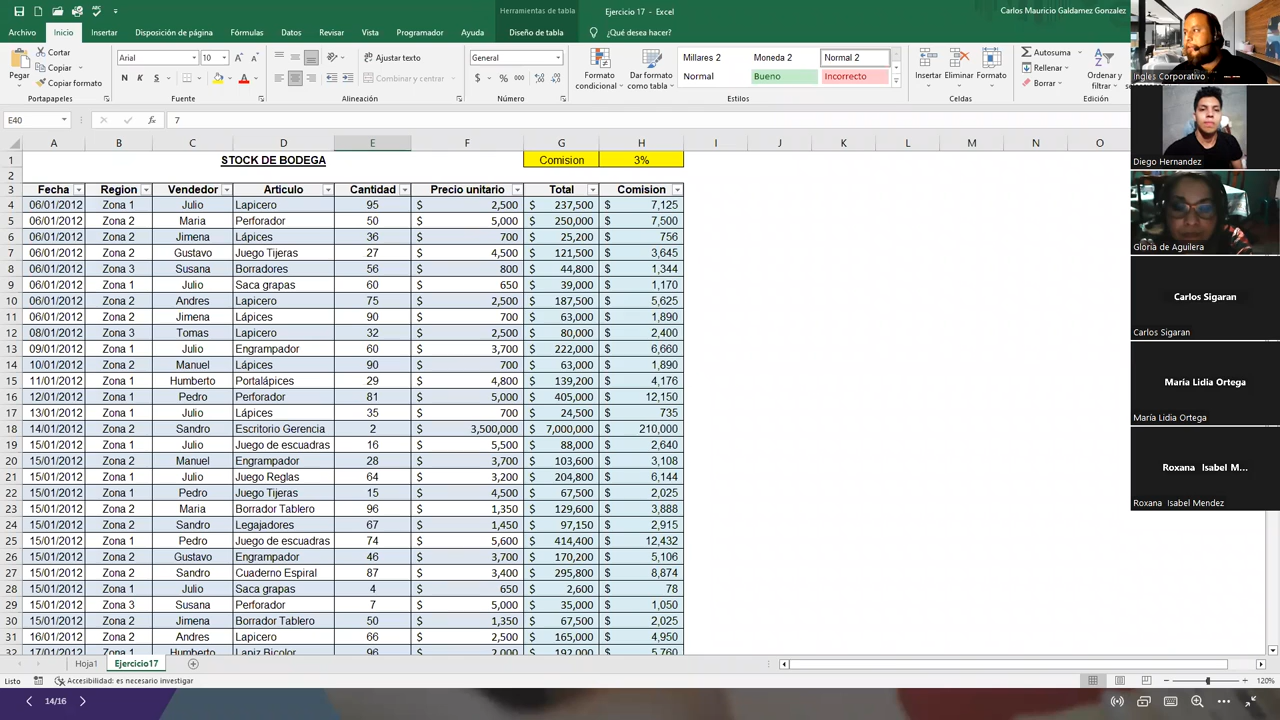 Herramientas de tabla
Ejercicio 17 - Excel
Carlos Mauricio Galdamez Gonzalez
Archivo Inicio Insertar Disposición de página Fórmulas Datos Revisar Vista Programador Ayuda Diseño de tabla ¿Qué desea hacer?
Pegar
Cortar
Copiar
Copiar formato
Portapapeles
Arial 10
N K S
Fuente
Ajustar texto
Combinar y centrar
Alineación
General
$ % 000
Número
Formato condicional
Dar formato como tabla
Millares 2 Moneda 2 Normal 2
Normal Bueno Incorrecto
Estilos
Insertar Eliminar Formato
Celdas
Autosuma
Rellenar
Borrar
Ordenar y filtrar
Edición
E40 fx 7
A B C D E F G H I J K L M N O
1 STOCK DE BODEGA Comision 3%
2
3 Fecha Region Vendedor Articulo Cantidad Precio unitario Total Comision
4 06/01/2012 Zona 1 Julio Lapicero 95 $ 2,500 $ 237,500 $ 7,125
5 06/01/2012 Zona 2 Maria Perforador 50 $ 5,000 $ 250,000 $ 7,500
6 06/01/2012 Zona 2 Jimena Lápices 36 $ 700 $ 25,200 $ 756
7 06/01/2012 Zona 2 Gustavo Juego Tijeras 27 $ 4,500 $ 121,500 $ 3,645
8 06/01/2012 Zona 3 Susana Borradores 56 $ 800 $ 44,800 $ 1,344
9 06/01/2012 Zona 1 Julio Saca grapas 60 $ 650 $ 39,000 $ 1,170
10 06/01/2012 Zona 2 Andres Lapicero 75 $ 2,500 $ 187,500 $ 5,625
11 06/01/2012 Zona 2 Jimena Lápices 90 $ 700 $ 63,000 $ 1,890
12 08/01/2012 Zona 3 Tomas Lapicero 32 $ 2,500 $ 80,000 $ 2,400
13 09/01/2012 Zona 1 Julio Engrampador 60 $ 3,700 $ 222,000 $ 6,660
14 10/01/2012 Zona 2 Manuel Lápices 90 $ 700 $ 63,000 $ 1,890
15 11/01/2012 Zona 1 Humberto Portalápices 29 $ 4,800 $ 139,200 $ 4,176
16 12/01/2012 Zona 1 Pedro Perforador 81 $ 5,000 $ 405,000 $ 12,150
17 13/01/2012 Zona 1 Julio Lápices 35 $ 700 $ 24,500 $ 735
18 14/01/2012 Zona 2 Sandro Escritorio Gerencia 2 $ 3,500,000 $ 7,000,000 $ 210,000
19 15/01/2012 Zona 1 Julio Juego de escuadras 16 $ 5,500 $ 88,000 $ 2,640
20 15/01/2012 Zona 2 Manuel Engrampador 28 $ 3,700 $ 103,600 $ 3,108
21 15/01/2012 Zona 1 Julio Juego Reglas 64 $ 3,200 $ 204,800 $ 6,144
22 15/01/2012 Zona 1 Pedro Juego Tijeras 15 $ 4,500 $ 67,500 $ 2,025
23 15/01/2012 Zona 2 Maria Borrador Tablero 96 $ 1,350 $ 129,600 $ 3,888
24 15/01/2012 Zona 2 Sandro Legajadores 67 $ 1,450 $ 97,150 $ 2,915
25 15/01/2012 Zona 1 Pedro Juego de escuadras 74 $ 5,600 $ 414,400 $ 12,432
26 15/01/2012 Zona 2 Gustavo Engrampador 46 $ 3,700 $ 170,200 $ 5,106
27 15/01/2012 Zona 2 Sandro Cuaderno Espiral 87 $ 3,400 $ 295,800 $ 8,874
28 15/01/2012 Zona 1 Julio Saca grapas 4 $ 650 $ 2,600 $ 78
29 15/01/2012 Zona 3 Susana Perforador 7 $ 5,000 $ 35,000 $ 1,050
30 15/01/2012 Zona 2 Jimena Borrador Tablero 50 $ 1,350 $ 67,500 $ 2,025
31 16/01/2012 Zona 2 Andres Lapicero 66 $ 2,500 $ 165,000 $ 4,950
32 17/01/2012 Zona 1 Humberto Lapiz Bicolor 96 $ 2,000 $ 192,000 $ 5,760
Hoja1 Ejercicio17
Listo Accesibilidad: es necesario investigar 120%
14/16
Ingles Corporativo
Diego Hernandez
Gloria de Aguilera
Carlos Sigaran
Carlos Sigaran
María Lidia Ortega
María Lidia Ortega
Roxana Isabel M...
Roxana Isabel Mendez